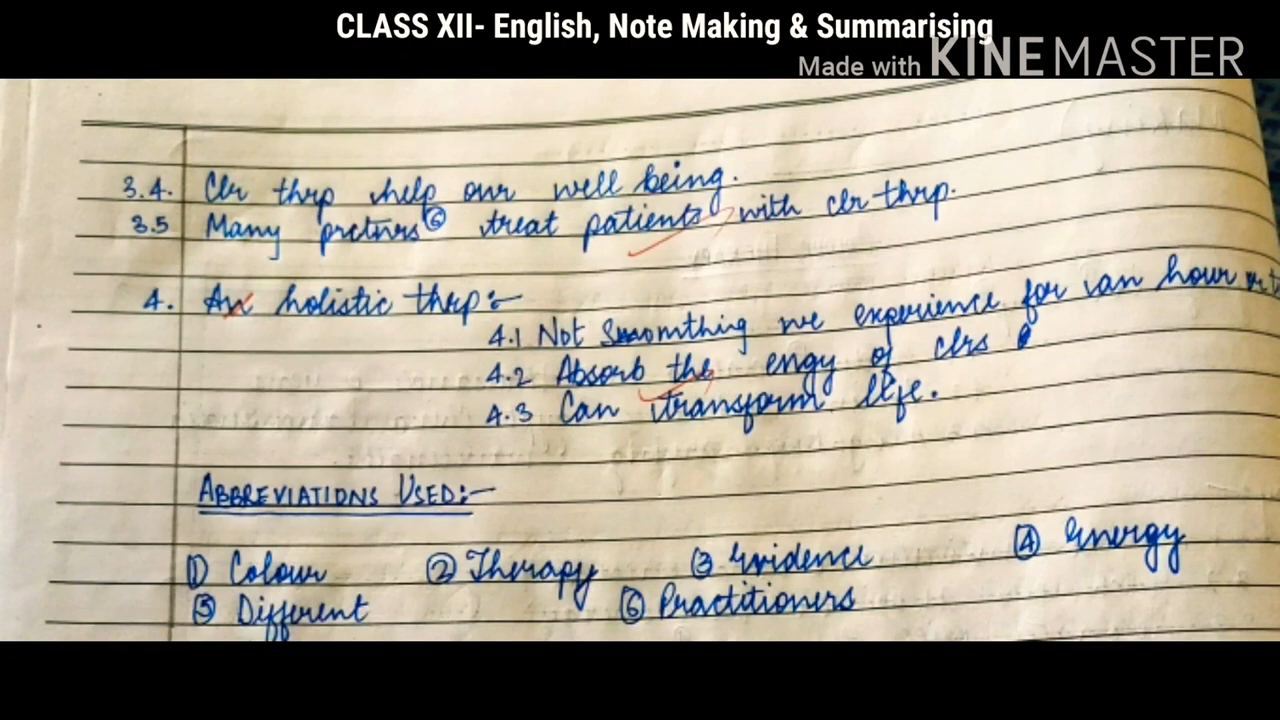 CLASS XII- English, Note Making & Summarising
Made with KINEMASTER
3.4. Clr thrp help our well being.
3.5 Many prctnrs⑥ treat patients with clr thrp.
4. An holistic thrp:-
4.1 Not Smomthing we experience for an hour or
4.2 Absorb the engy of clrs
4.3 Can transform life.
ABBREVIATIONS USED:-
① Colour ② Therapy ③ Evidence ④ Energy
⑤ Different ⑥ Practitioners